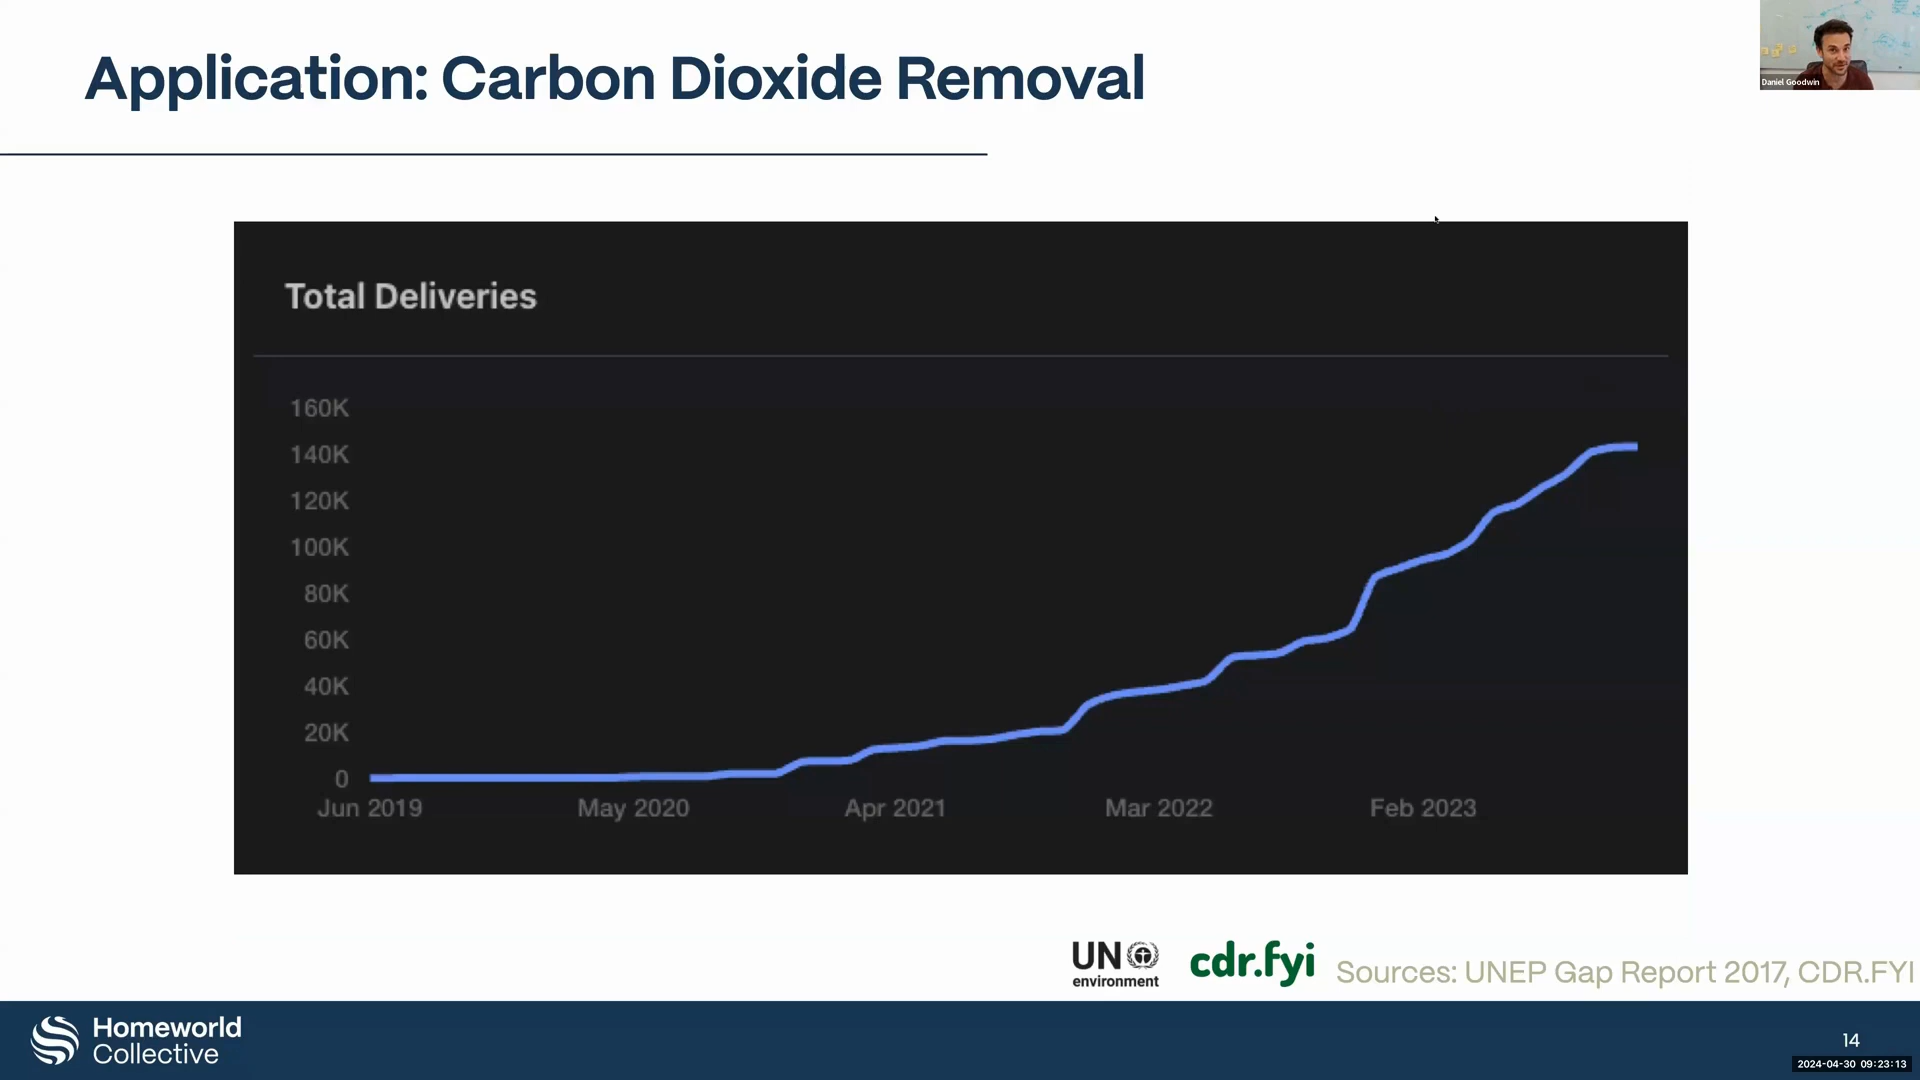 Application: Carbon Dioxide Removal
Daniel Goodwin
Total Deliveries
160K
140K
120K
100K
80K
60K
40K
20K
0
Jun 2019 May 2020 Apr 2021 Mar 2022 Feb 2023
UN
environment
cdr.fyi
Sources: UNEP Gap Report 2017, CDR.FYI
Homeworld
Collective
14
2024-04-30 09:23:13